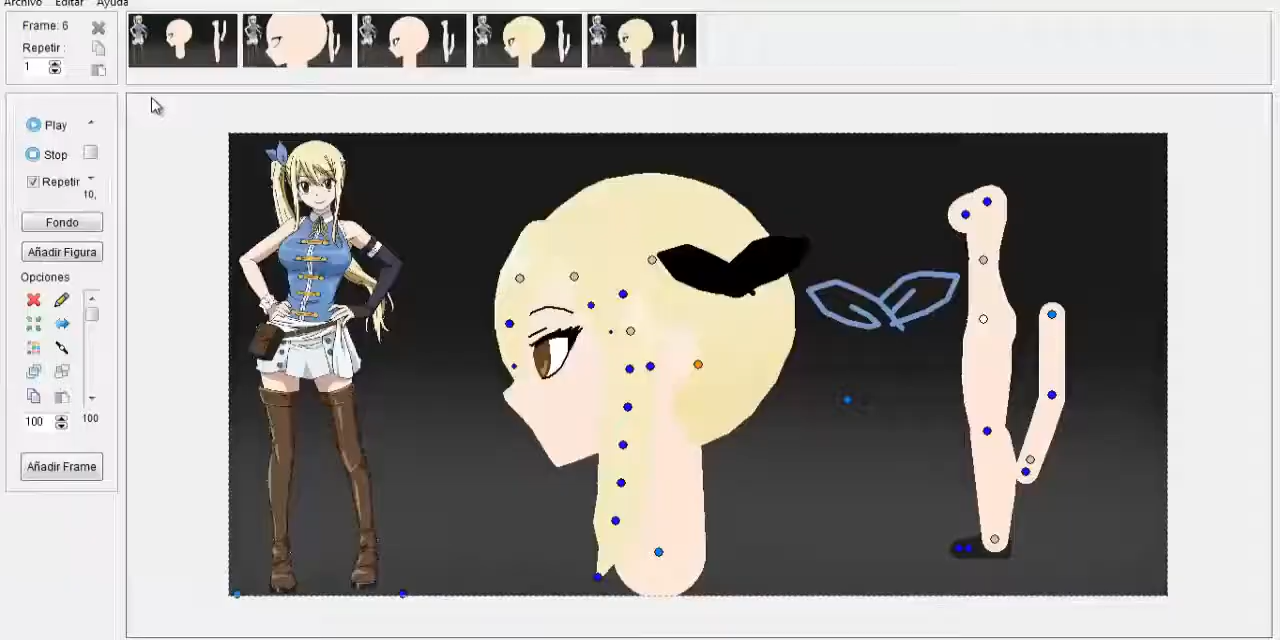 Archivo Editar Ayuda
Frame: 6
Repetir :
1
Play
Stop
Repetir
10,
Fondo
Añadir Figura
Opciones
100
100
Añadir Frame